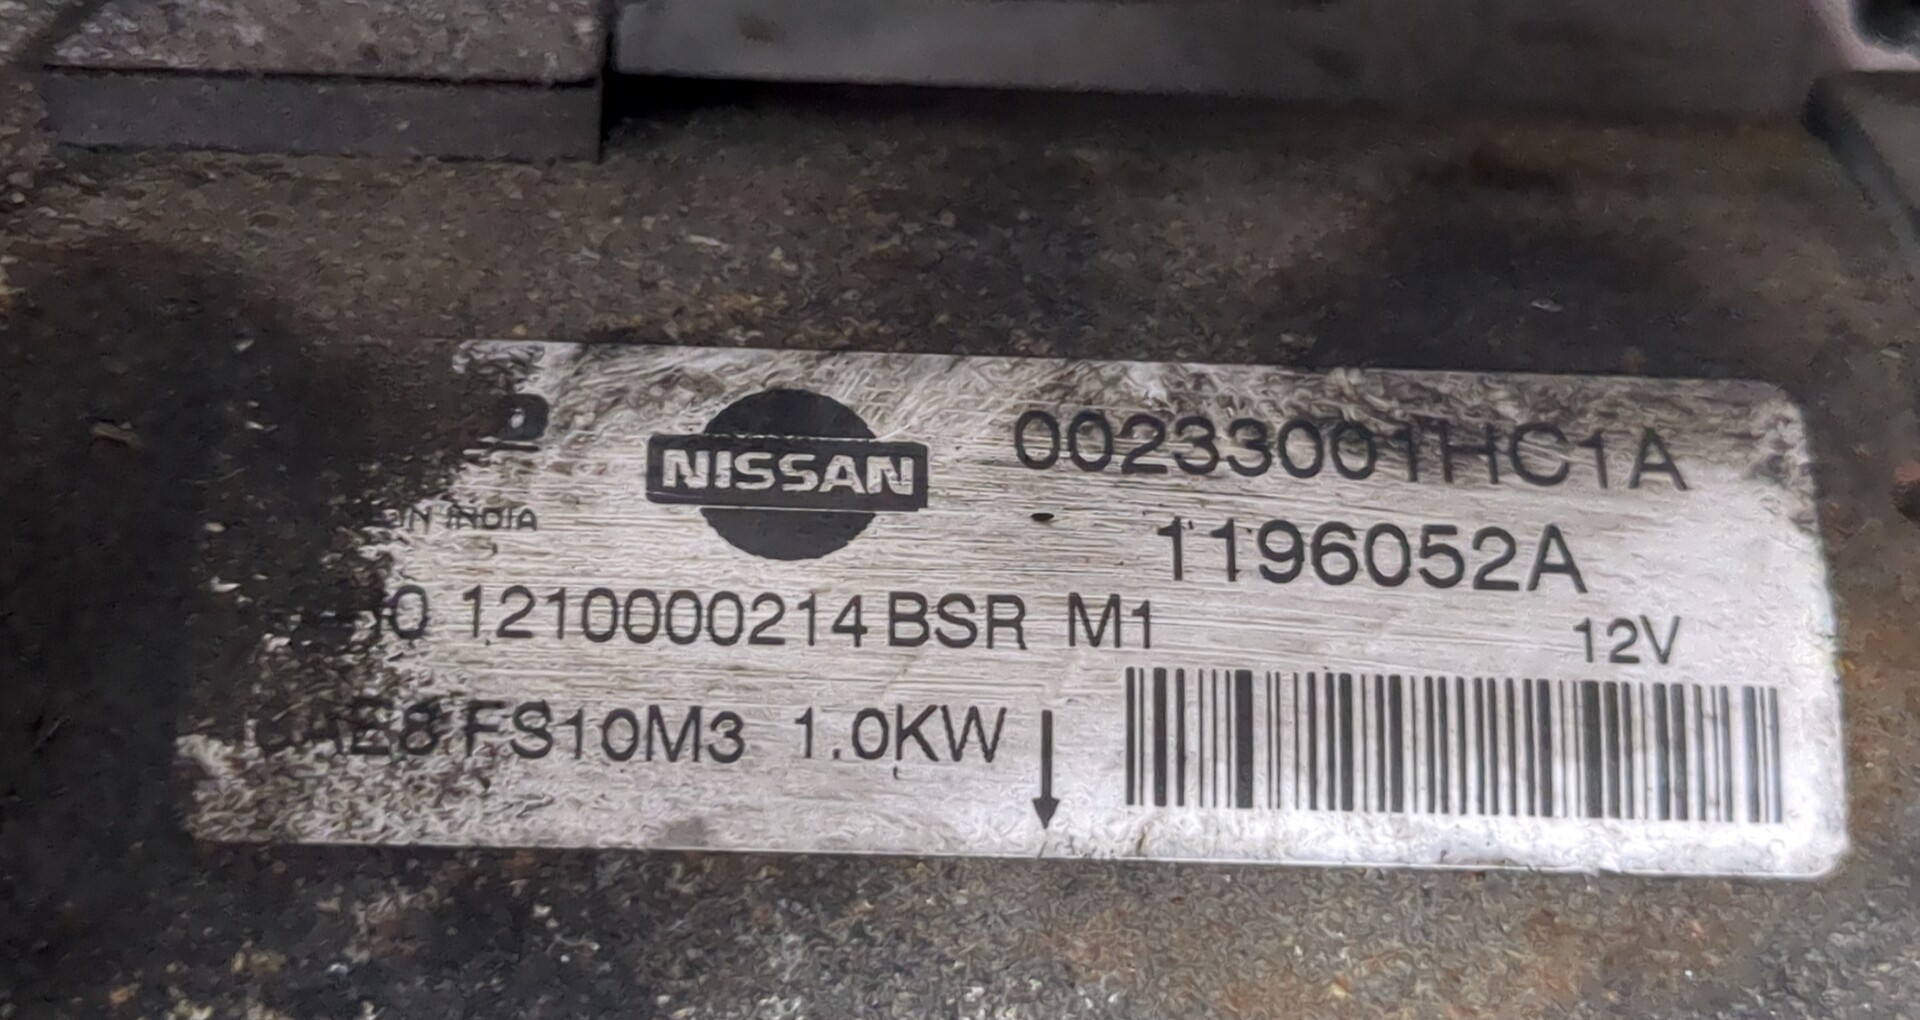 NISSAN
00233001HC1A
IN INDIA
1196052A
1210000214 BSR M1
12V
FS10M3 1.0KW